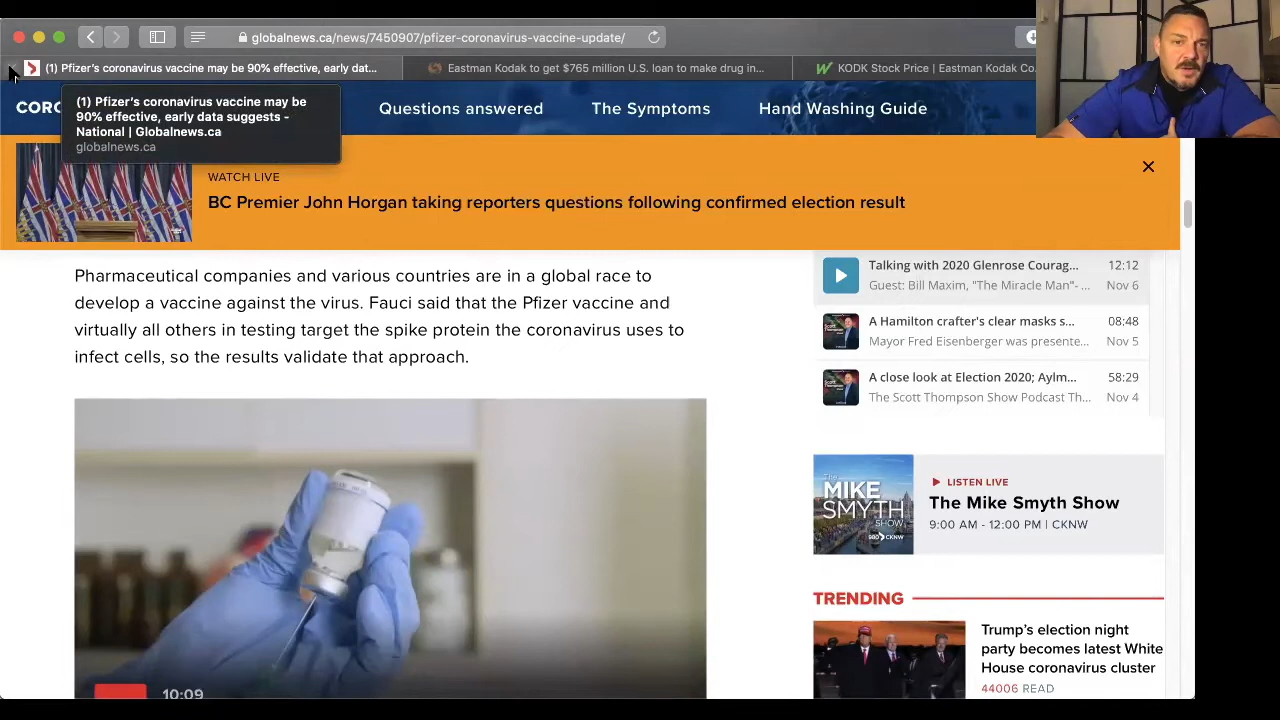 globalnews.ca/news/7450907/pfizer-coronavirus-vaccine-update/
(1) Pfizer's coronavirus vaccine may be 90% effective, early dat...
Eastman Kodak to get $765 million U.S. loan to make drug in...
KODK Stock Price | Eastman Kodak Co.
CORO
Questions answered
The Symptoms
Hand Washing Guide
(1) Pfizer's coronavirus vaccine may be
90% effective, early data suggests -
National | Globalnews.ca
globalnews.ca
WATCH LIVE
BC Premier John Horgan taking reporters questions following confirmed election result
Pharmaceutical companies and various countries are in a global race to
develop a vaccine against the virus. Fauci said that the Pfizer vaccine and
virtually all others in testing target the spike protein the coronavirus uses to
infect cells, so the results validate that approach.
10:09
Talking with 2020 Glenrose Courag...
12:12
Guest: Bill Maxim, "The Miracle Man"- ...
Nov 6
A Hamilton crafter's clear masks s...
08:48
Mayor Fred Eisenberger was presente...
Nov 5
A close look at Election 2020; Aylm...
58:29
The Scott Thompson Show Podcast Th...
Nov 4
The
MIKE
SMYTH
SHOW
980 CKNW
LISTEN LIVE
The Mike Smyth Show
9:00 AM - 12:00 PM | CKNW
TRENDING
Trump's election night
party becomes latest White
House coronavirus cluster
44006 READ